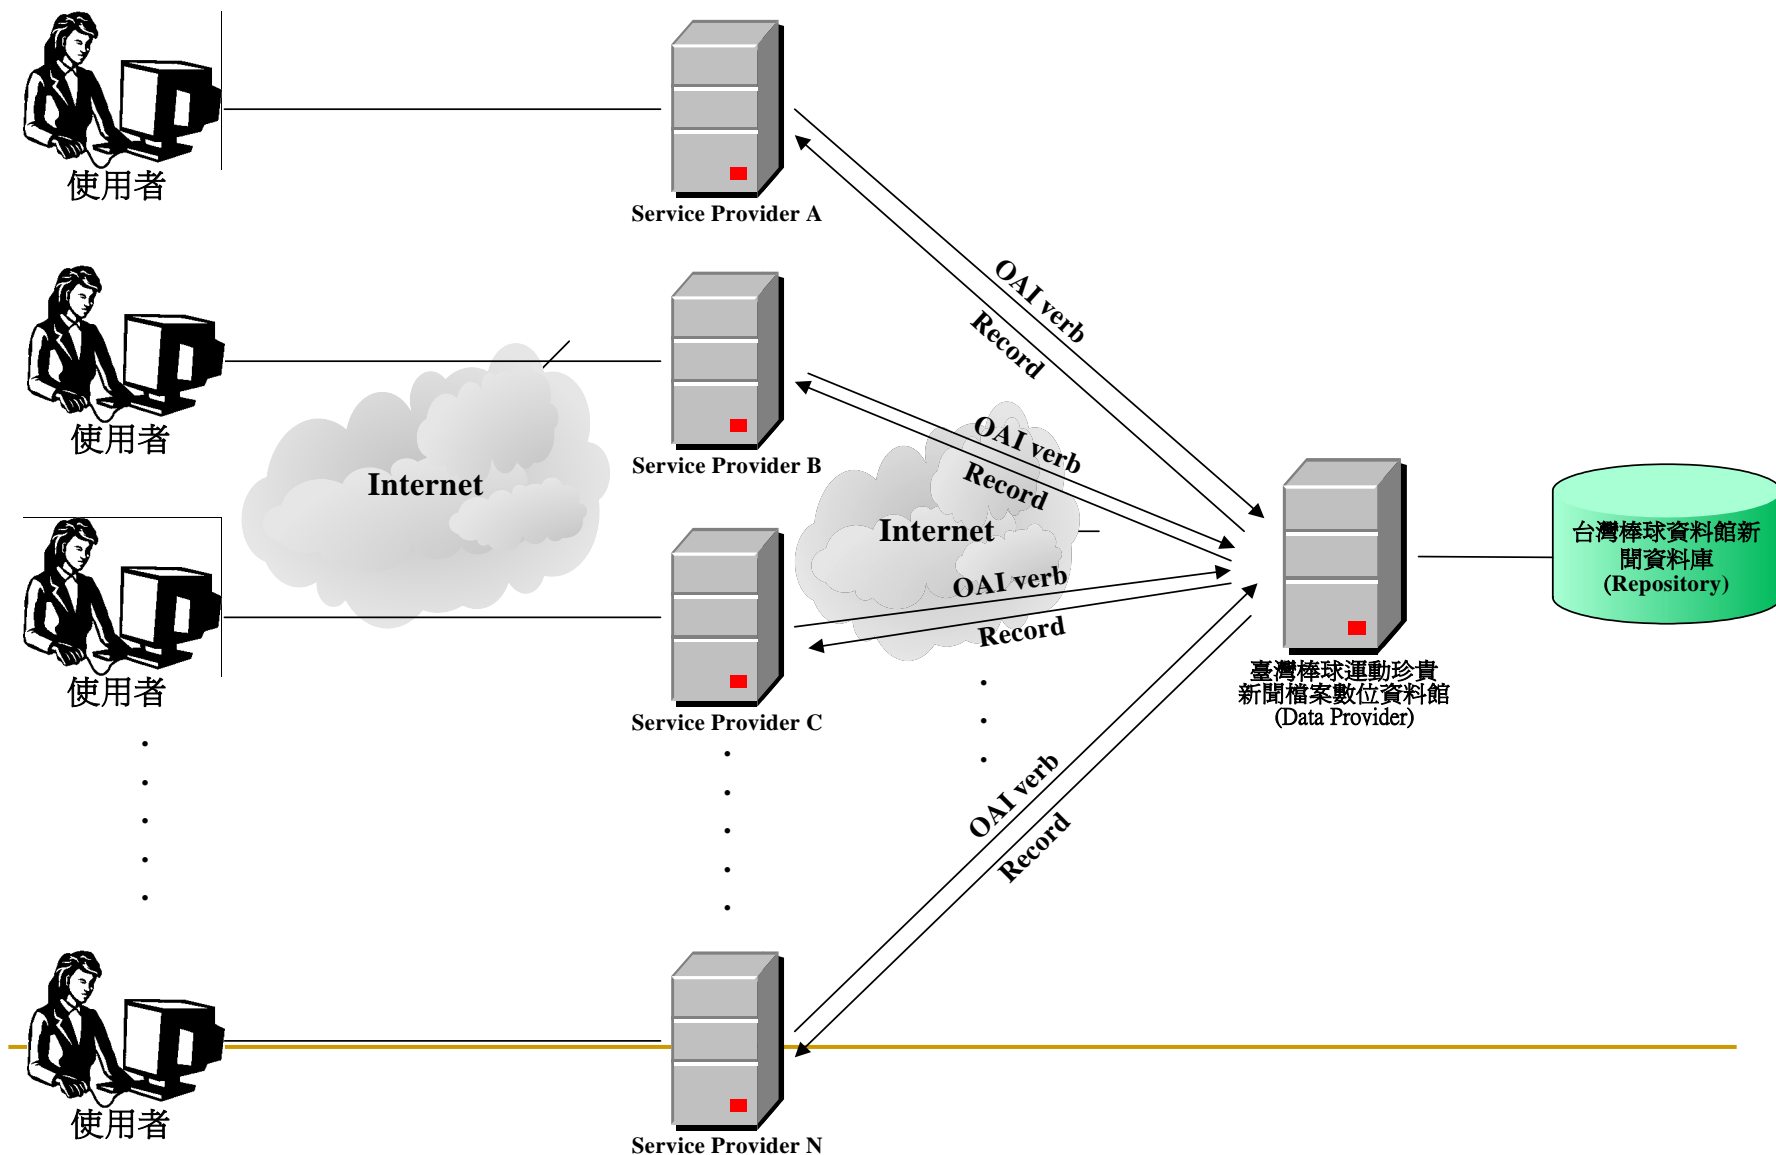 使用者
Service Provider A
OAI verb
Record
使用者
Service Provider B
OAI verb
Record
Internet
Internet
使用者
Service Provider C
OAI verb
Record
台灣棒球資料館新
聞資料庫
(Repository)
臺灣棒球運動珍貴
新聞檔案數位資料館
(Data Provider)
OAI verb
Record
使用者
Service Provider N